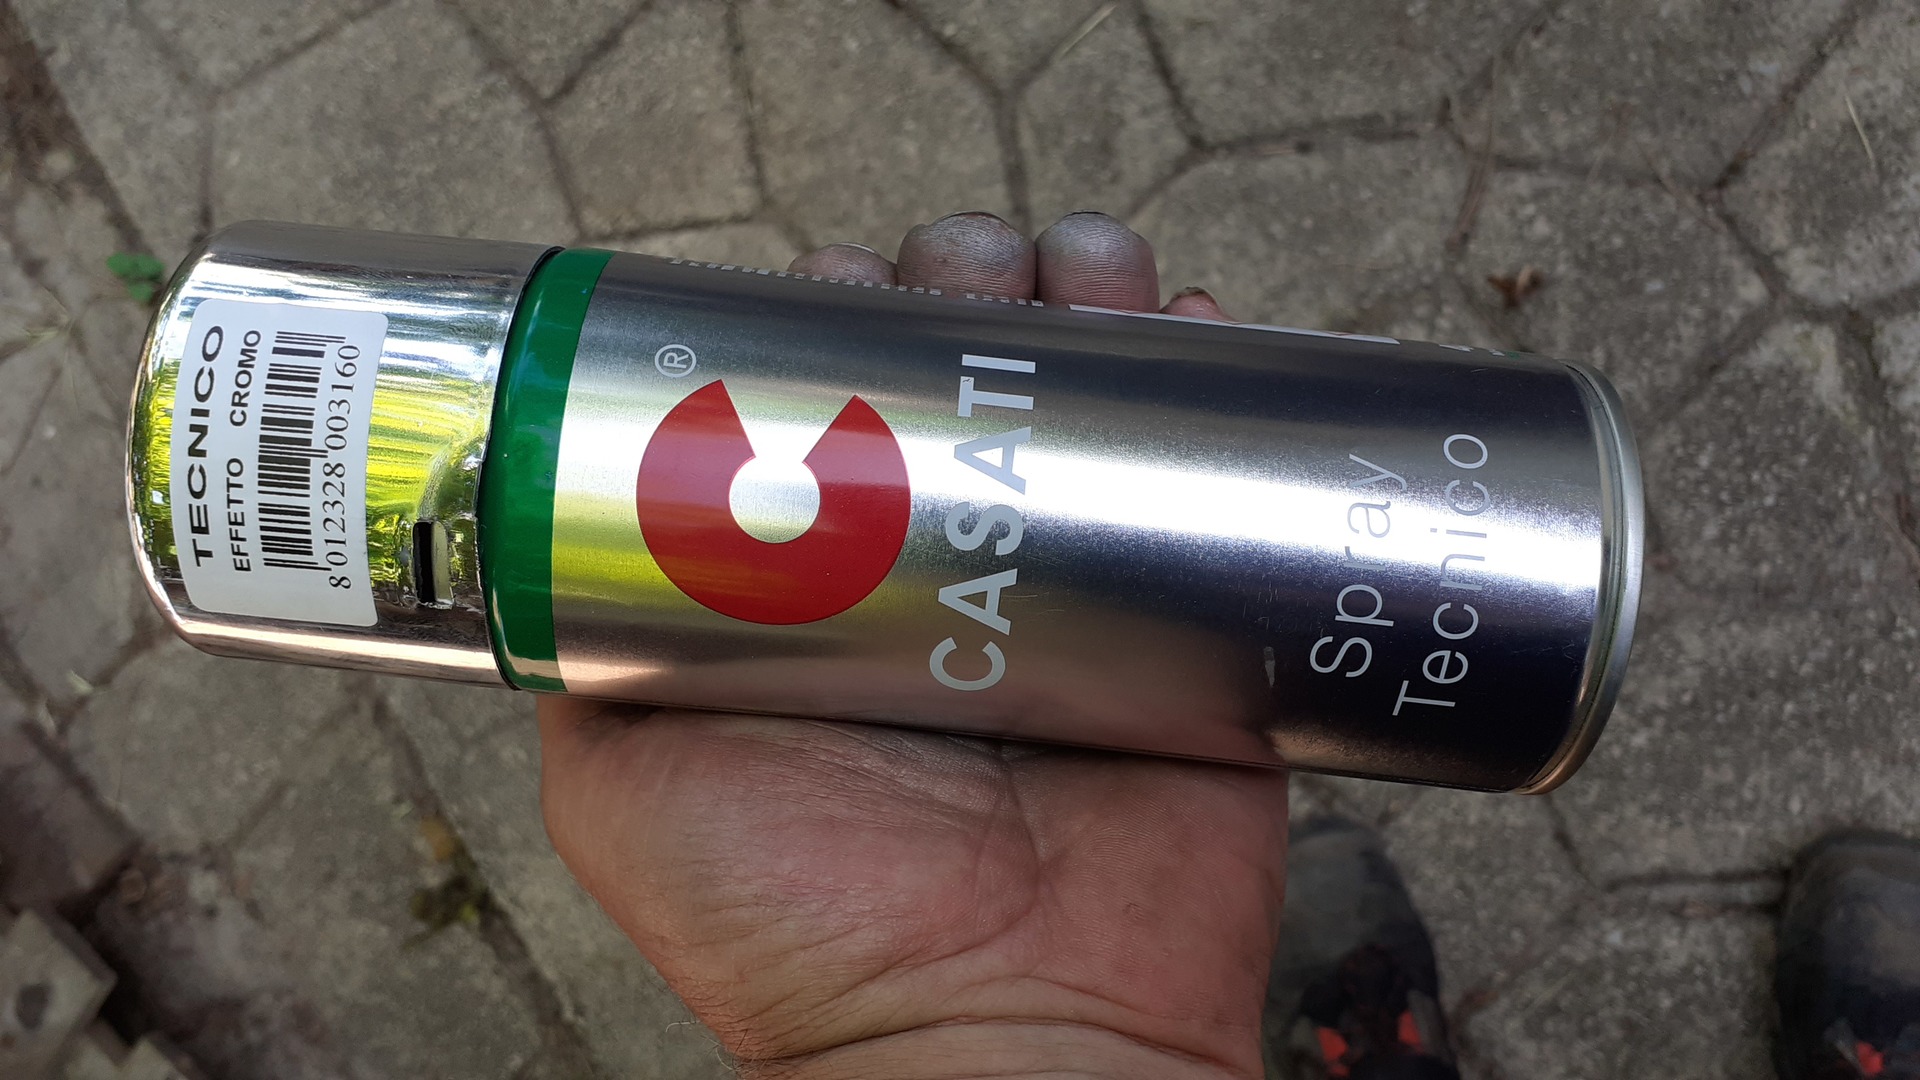 TECNICO
EFFETTO CROMO
8 012328 003160
®
CASATI
Spray
Tecnico